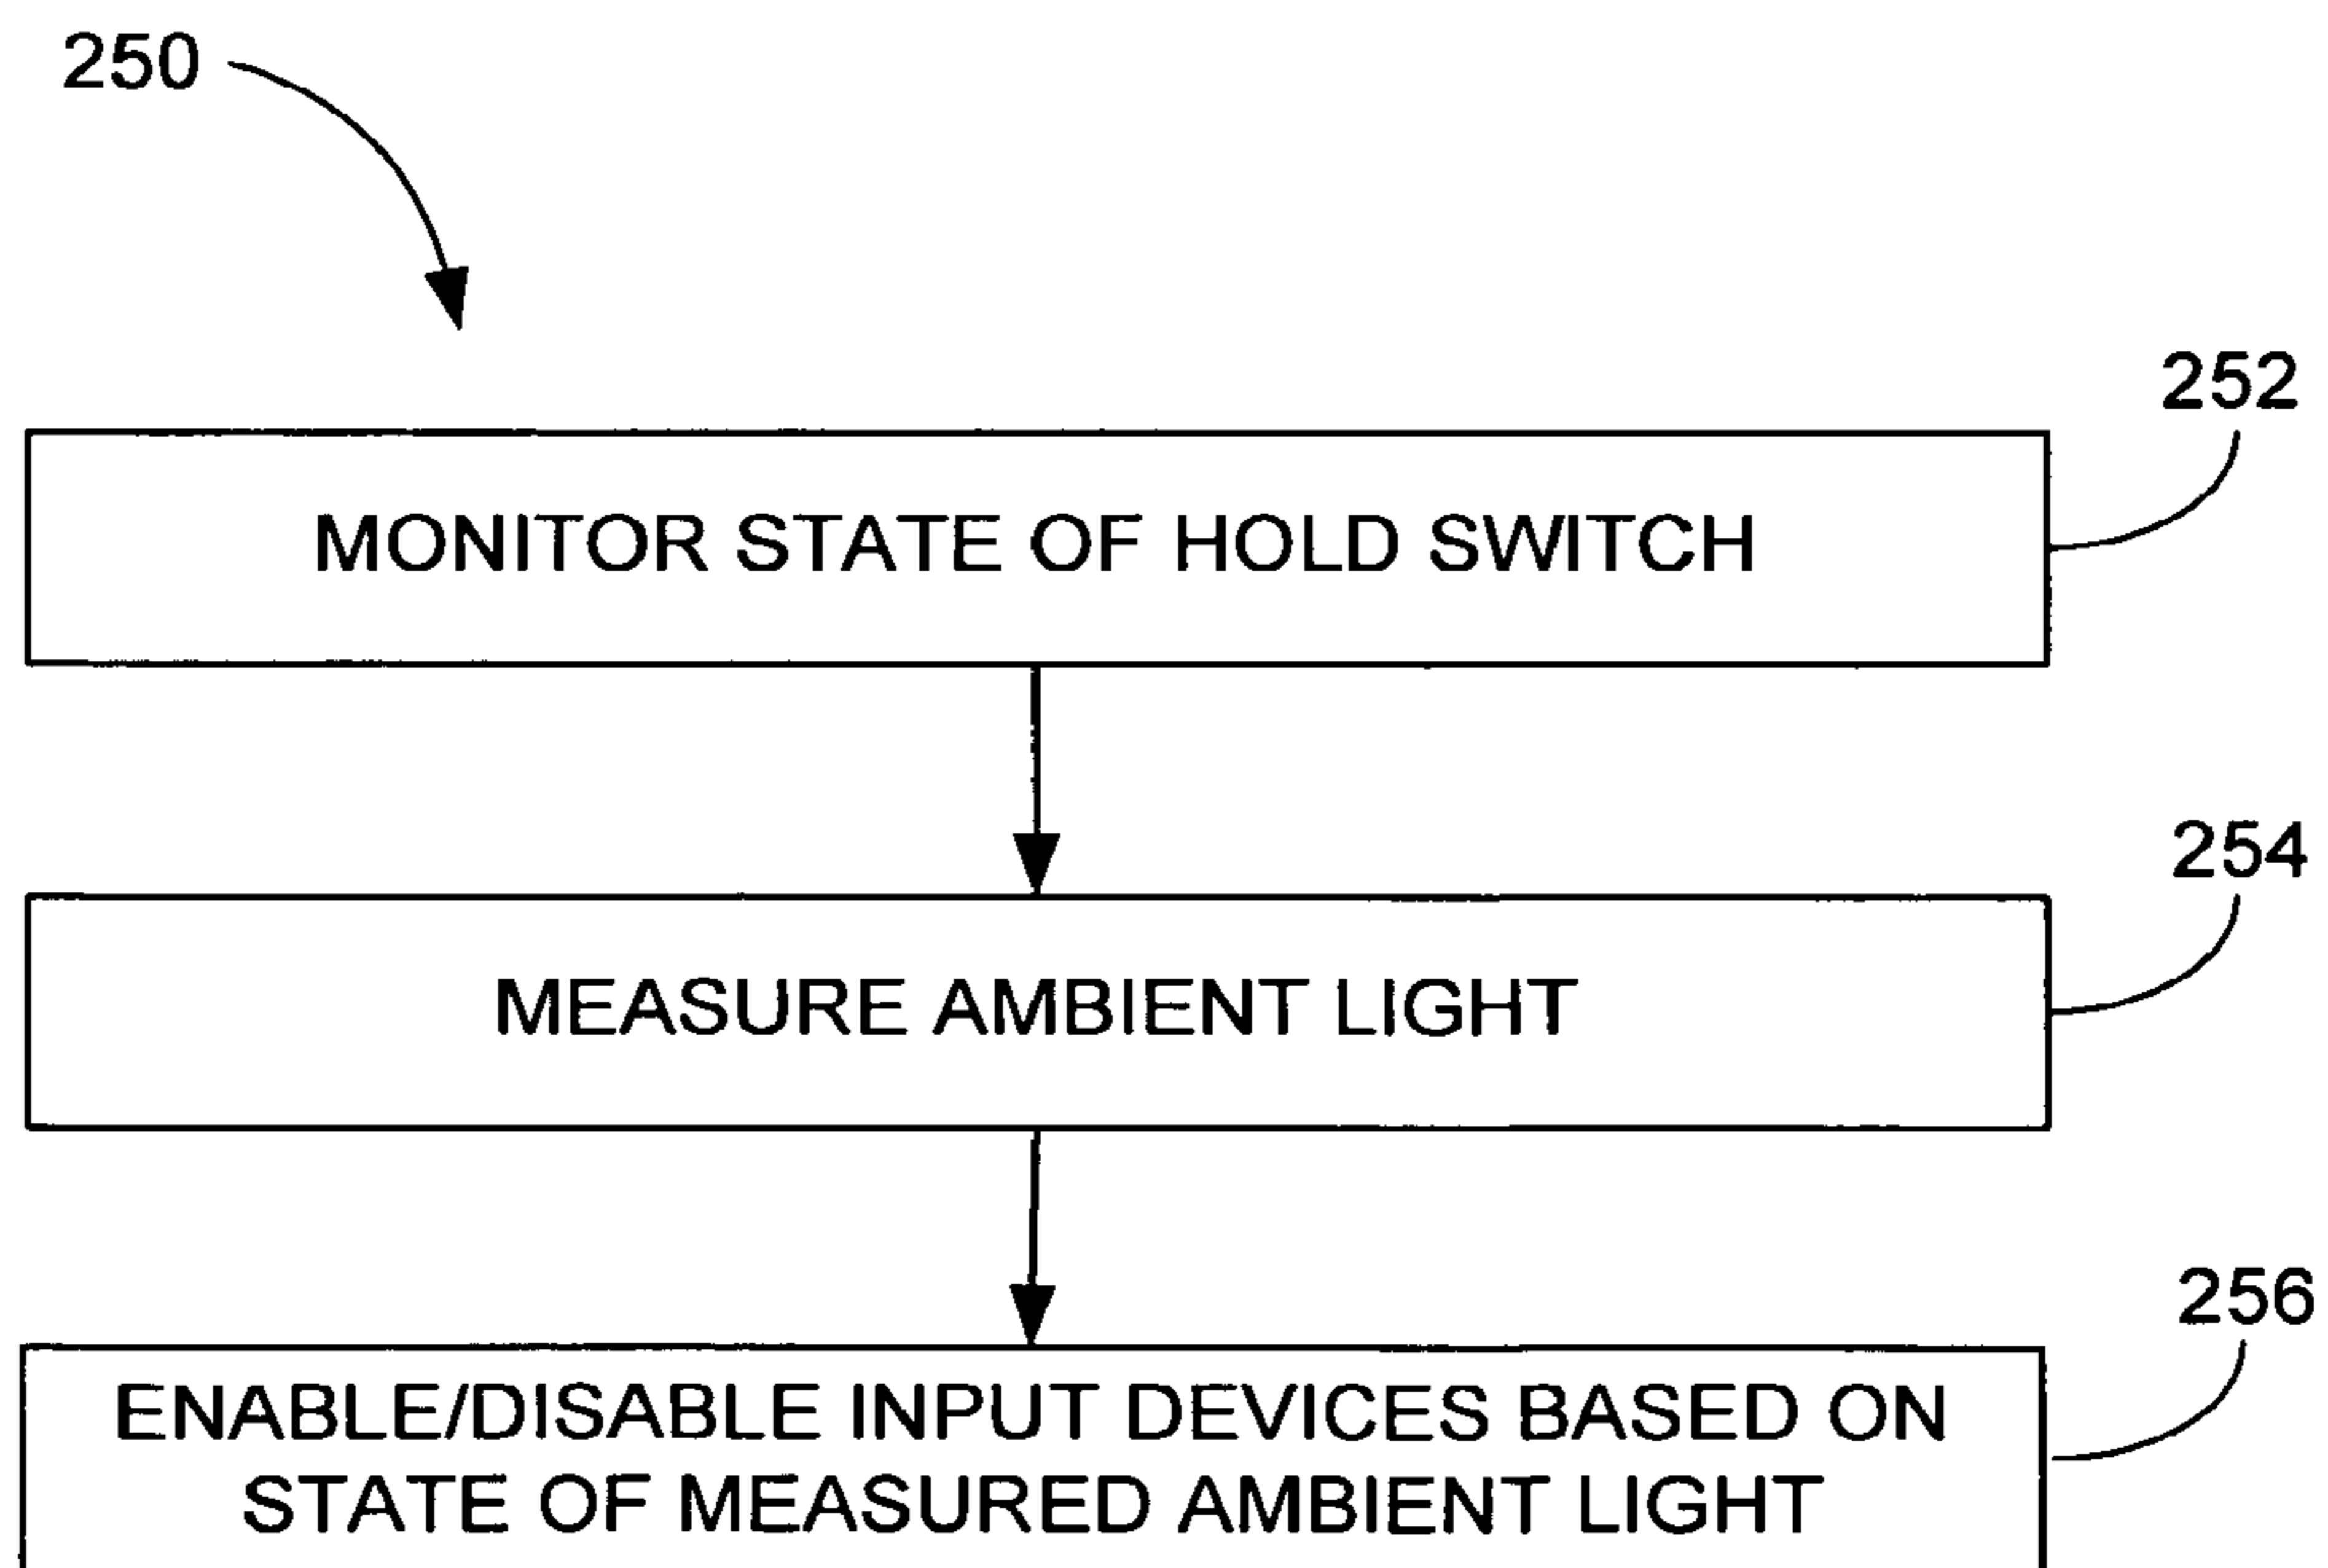 250
252
MONITOR STATE OF HOLD SWITCH
254
MEASURE AMBIENT LIGHT
256
ENABLE/DISABLE INPUT DEVICES BASED ON
STATE OF MEASURED AMBIENT LIGHT